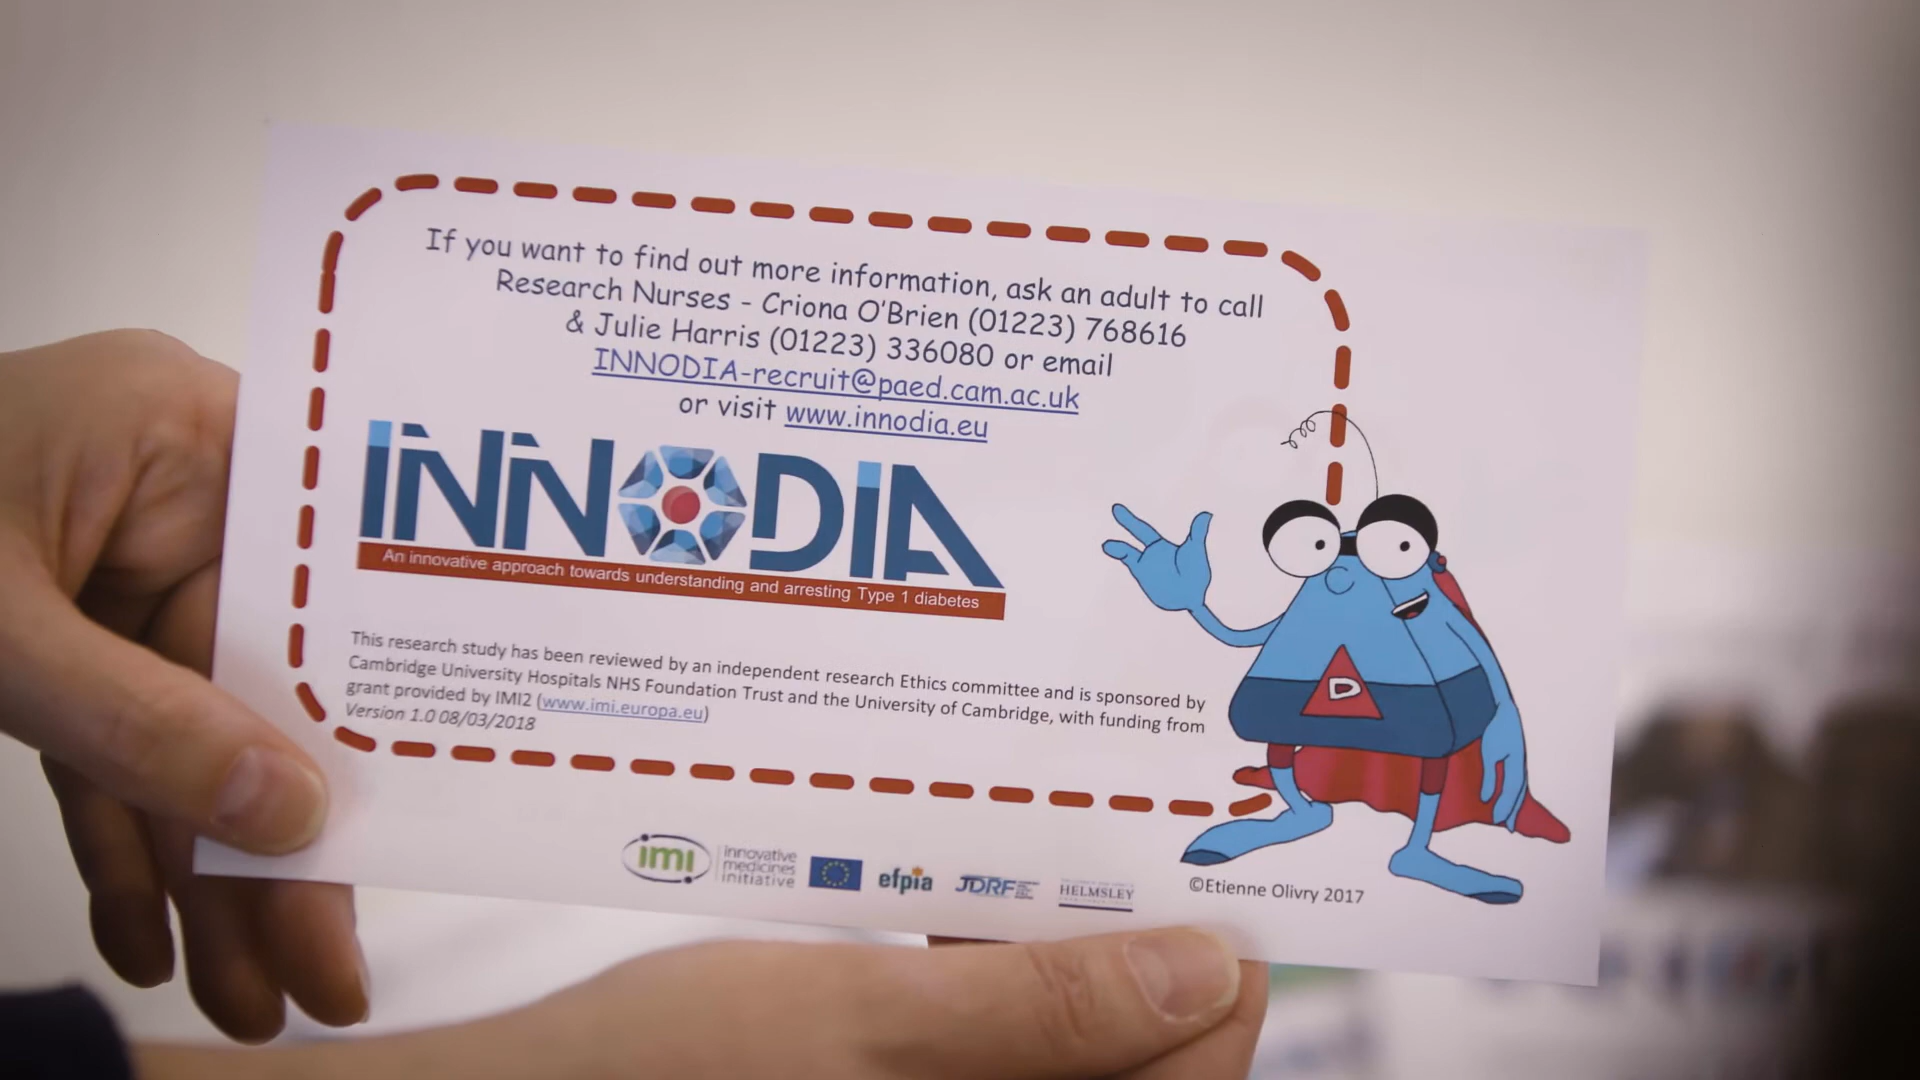 If you want to find out more information, ask an adult to call
Research Nurses - Criona O'Brien (01223) 768616
& Julie Harris (01223) 336080 or email
INNODIA-recruit@paed.cam.ac.uk
or visit www.innodia.eu
INNODIA
An innovative approach towards understanding and arresting Type 1 diabetes
This research study has been reviewed by an independent research Ethics committee and is sponsored by
Cambridge University Hospitals NHS Foundation Trust and the University of Cambridge, with funding from
grant provided by IMI2 (www.imi.europa.eu)
Version 1.0 08/03/2018
D
imi
innovative
medicines
initiative
efpia
JDRF
HELMSLEY
©Etienne Olivry 2017